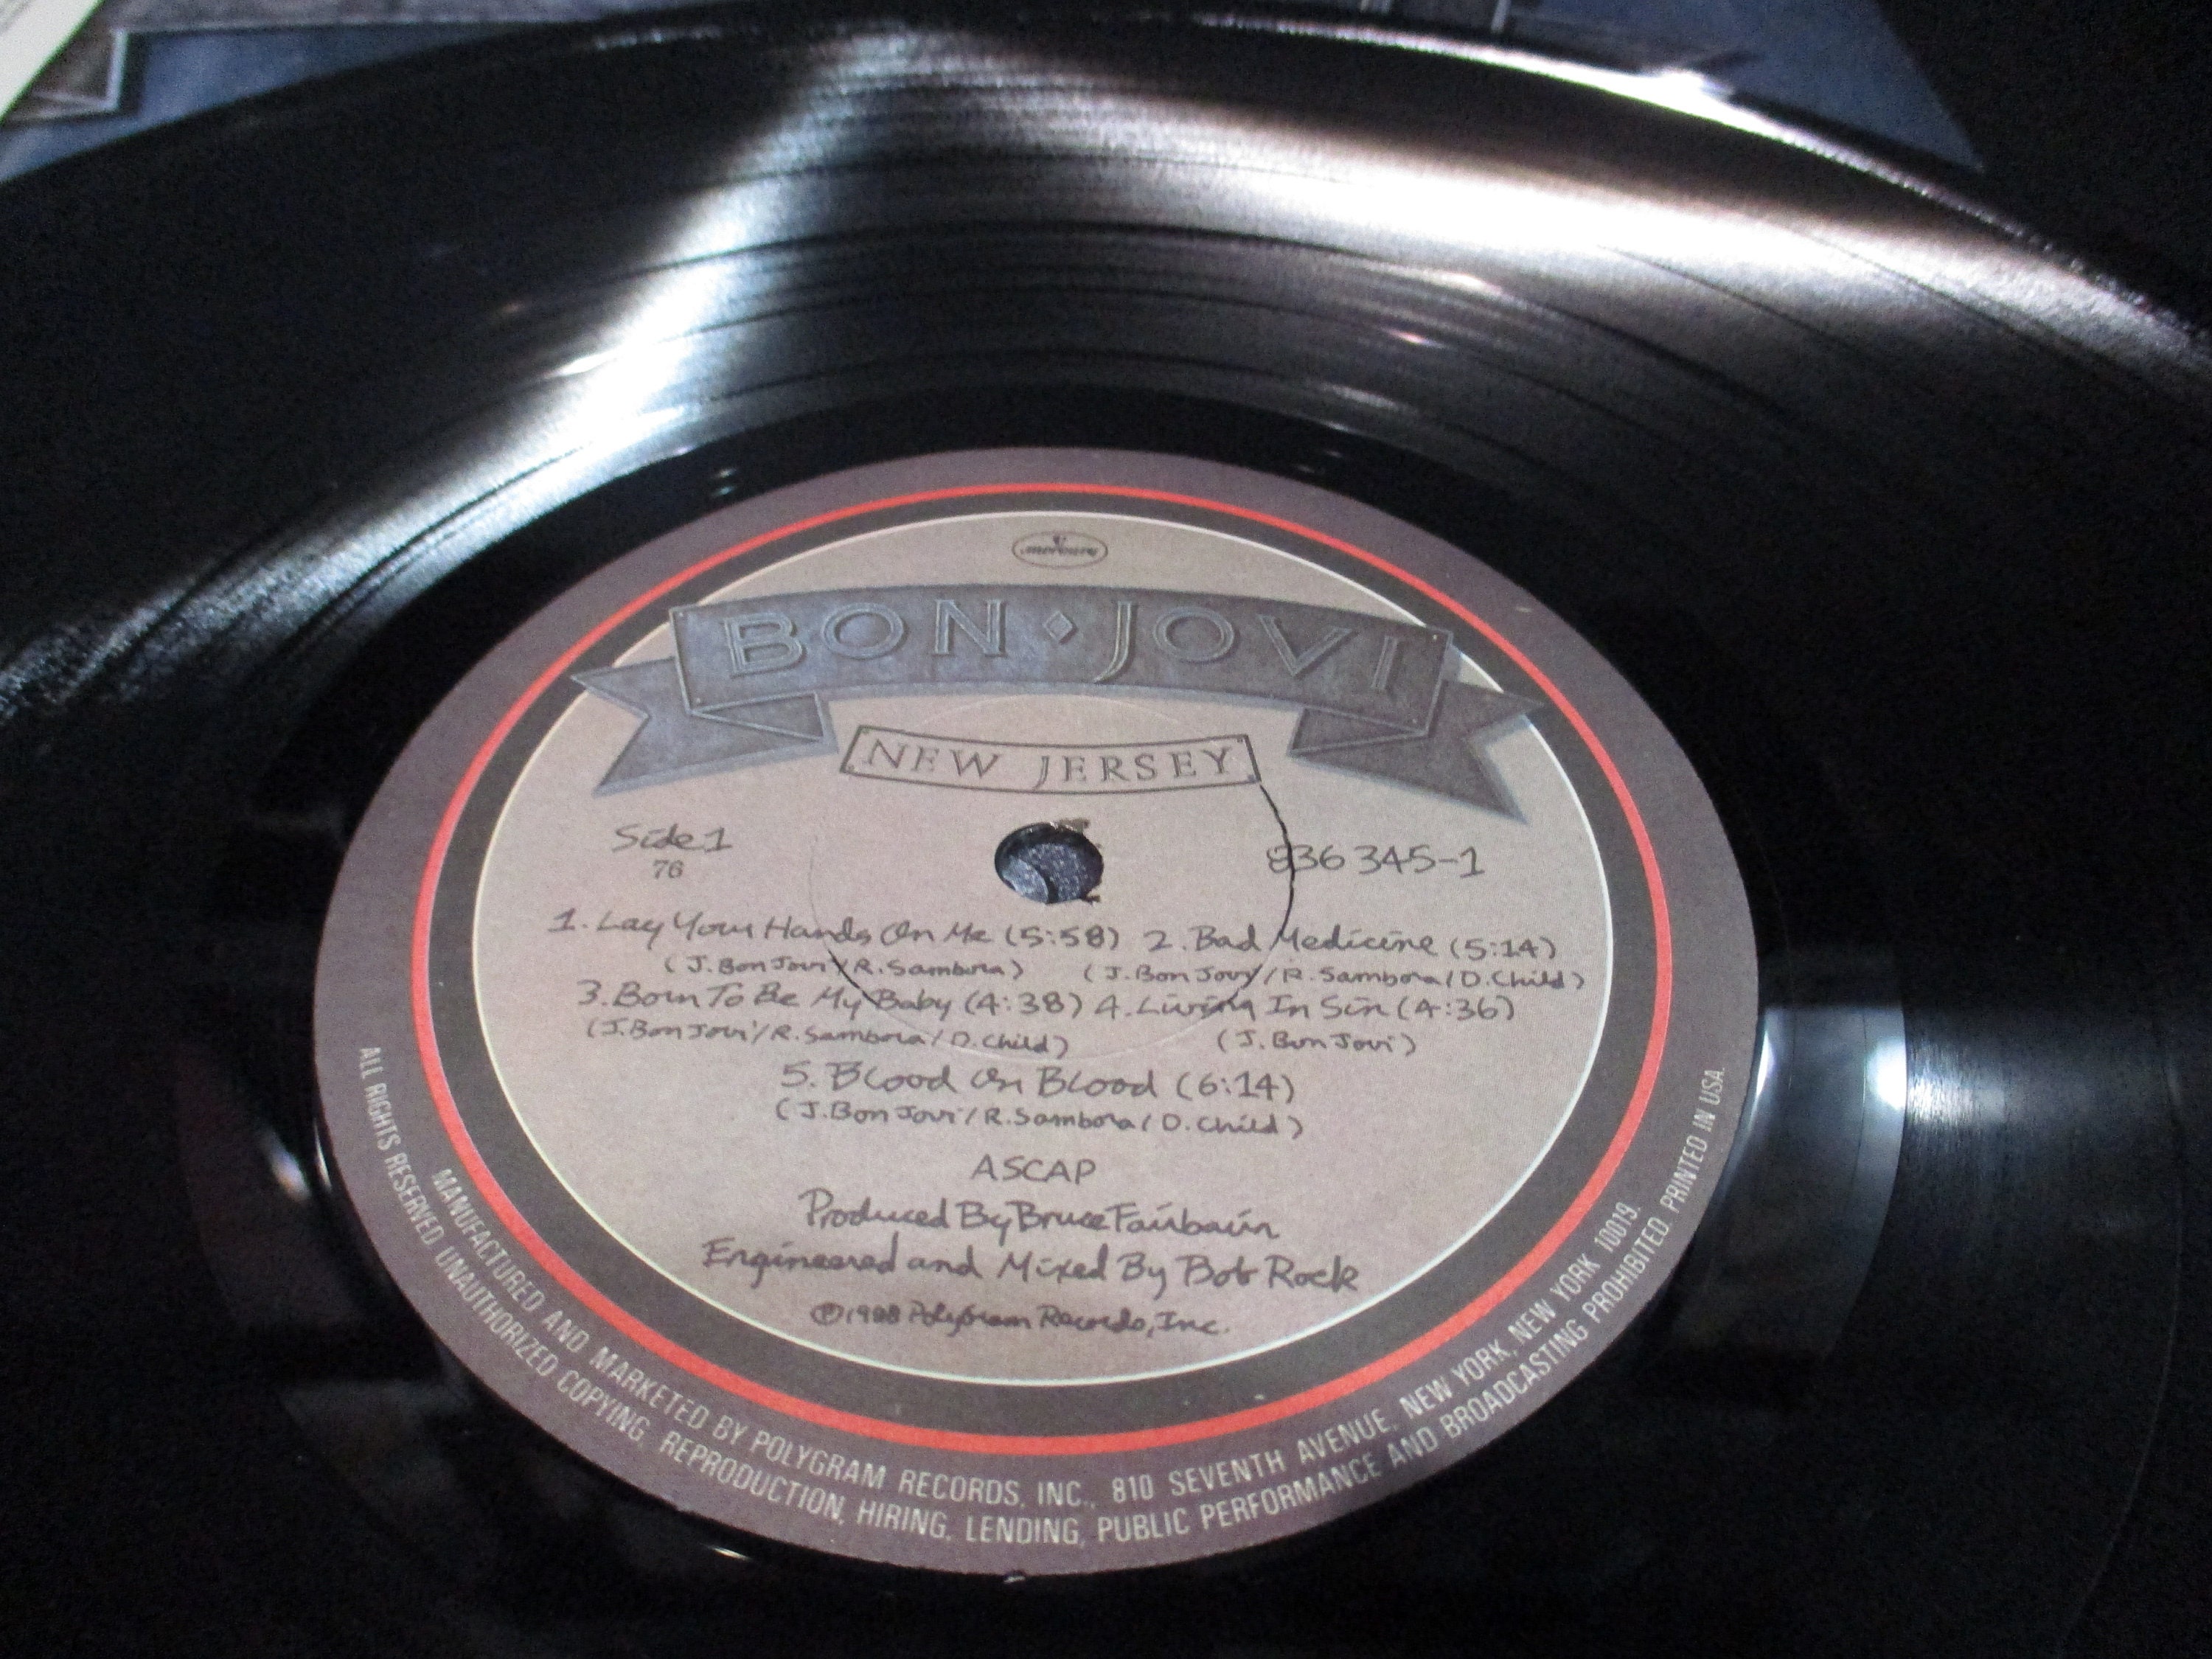 mercury
BON JOVI
NEW JERSEY
Side 1
76
836 345-1
1. Lay Your Hands On Me (5:58) 2. Bad Medicine (5:14)
(J. Bon Jovi / R. Sambora) (J. Bon Jovi / R. Sambora / D. Child)
3. Born To Be My Baby (4:38) 4. Living In Sin (4:36)
(J. Bon Jovi / R. Sambora / D. Child) (J. Bon Jovi)
5. Blood On Blood (6:14)
(J. Bon Jovi / R. Sambora / D. Child)
ASCAP
Produced By Bruce Fairbairn
Engineered and Mixed By Bob Rock
℗ 1988 PolyGram Records, Inc.
MANUFACTURED AND MARKETED BY POLYGRAM RECORDS, INC., 810 SEVENTH AVENUE, NEW YORK, NEW YORK 10019.
ALL RIGHTS RESERVED UNAUTHORIZED COPYING, REPRODUCTION, HIRING, LENDING, PUBLIC PERFORMANCE AND BROADCASTING PROHIBITED. PRINTED IN USA.